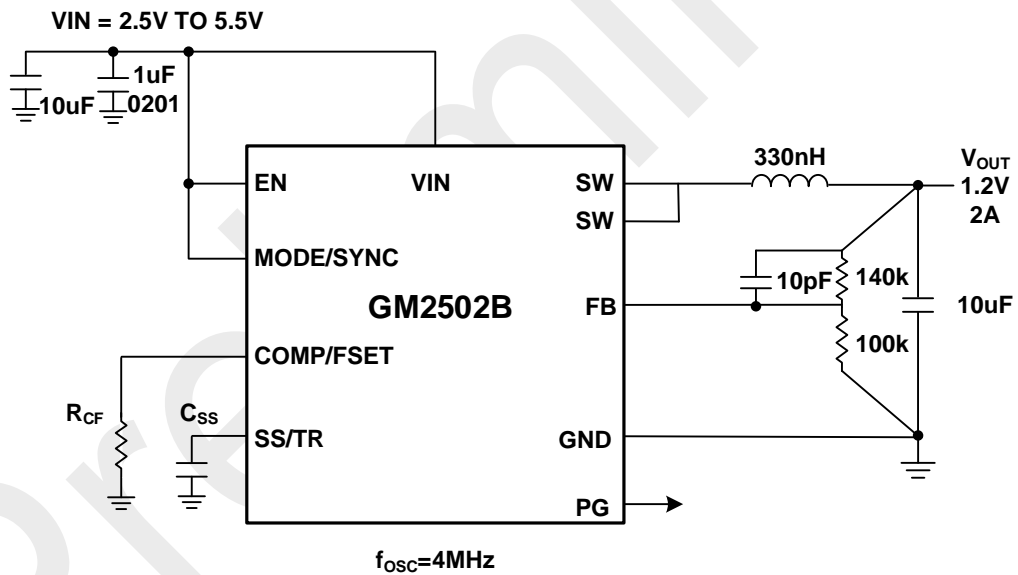 VIN = 2.5V TO 5.5V
10uF
1uF
0201
330nH
VOUT
1.2V
2A
EN
VIN
SW
SW
MODE/SYNC
GM2502B
FB
10pF
140k
10uF
100k
COMP/FSET
RCF
CSS
SS/TR
GND
PG
fOSC=4MHz